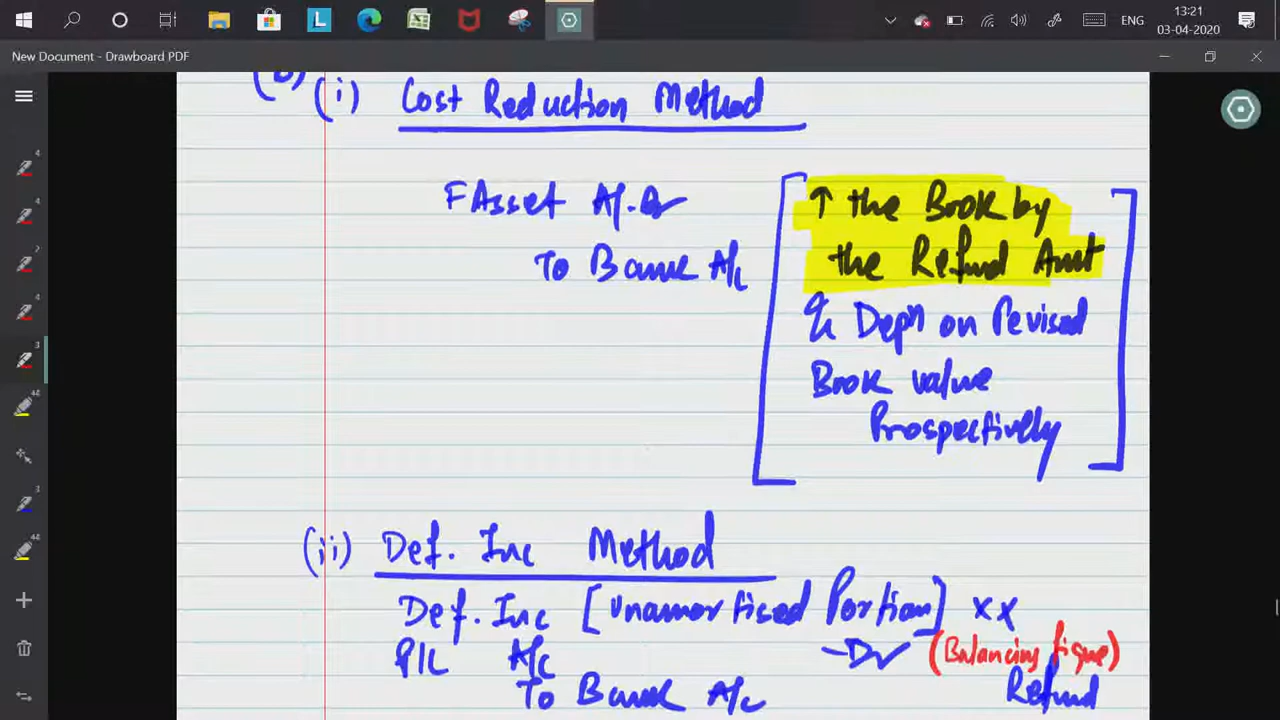 13:21
ENG
03-04-2020
New Document - Drawboard PDF
(i) Cost Reduction Method
FAsset A/c Dr
To Bank A/c
↑ the Book by
the Refund Amt
& Depn on Revised
Book value
Prospectively
(ii) Def. Inc Method
Def. Inc [Unamortised Portion] xx
P/L A/c - Dr (Balancing figure)
To Bank A/c Refund